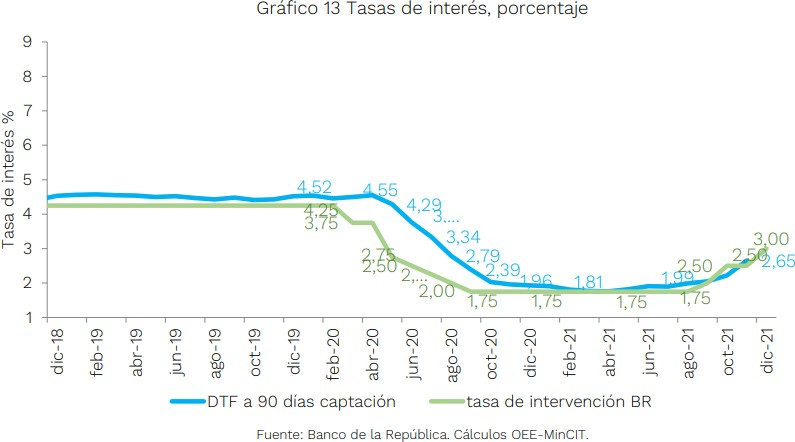 Gráfico 13 Tasas de interés, porcentaje
Tasa de interés %
9
8
7
6
5
4
3
2
1
4,52
4,55
4,25
3,75
4,29
3,...
3,34
2,75
2,50
2,...
2,79
2,00
2,39
1,75
1,96
1,75
1,81
1,75
1,99
2,50
1,75
2,50
3,00
2,65
dic-18
feb-19
abr-19
jun-19
ago-19
oct-19
dic-19
feb-20
abr-20
jun-20
ago-20
oct-20
dic-20
feb-21
abr-21
jun-21
ago-21
oct-21
dic-21
DTF a 90 días captación
tasa de intervención BR
Fuente: Banco de la República. Cálculos OEE-MinCIT.